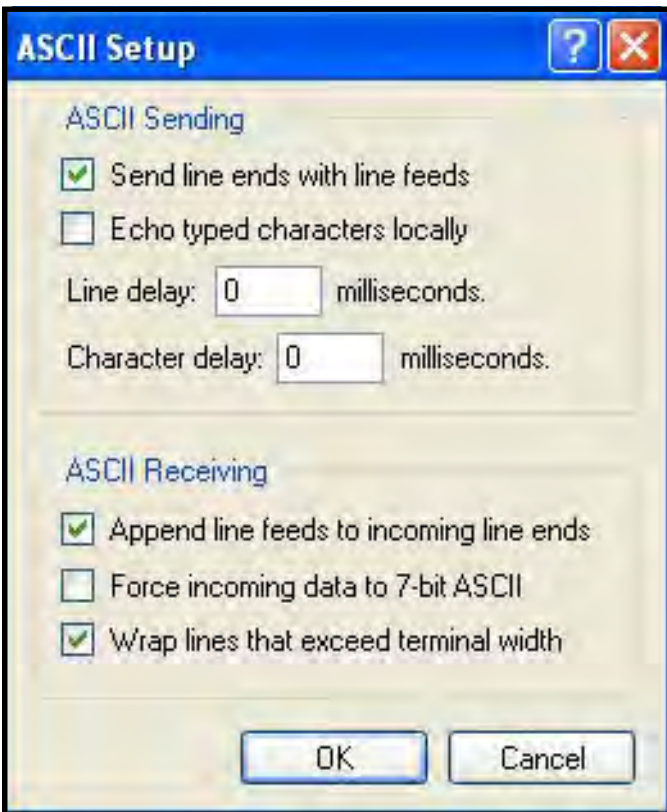 ASCII Setup ?
ASCII Sending
Send line ends with line feeds
Echo typed characters locally
Line delay: 0 milliseconds.
Character delay: 0 milliseconds.
ASCII Receiving
Append line feeds to incoming line ends
Force incoming data to 7-bit ASCII
Wrap lines that exceed terminal width
OK Cancel